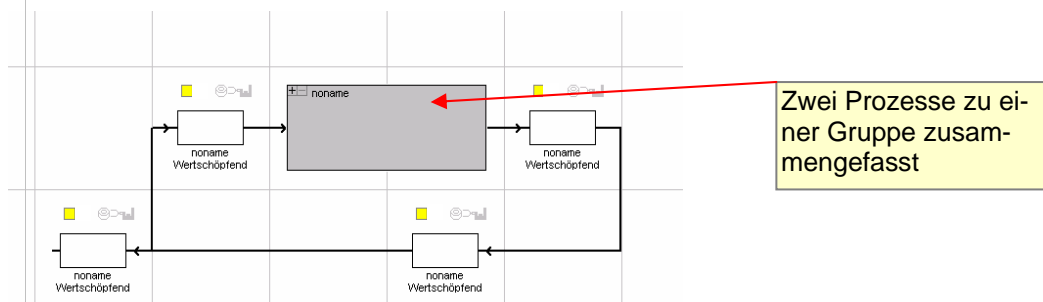 noname
Zwei Prozesse zu ei-
ner Gruppe zusam-
mengefasst
noname
Wertschöpfend
noname
Wertschöpfend
noname
Wertschöpfend
noname
Wertschöpfend